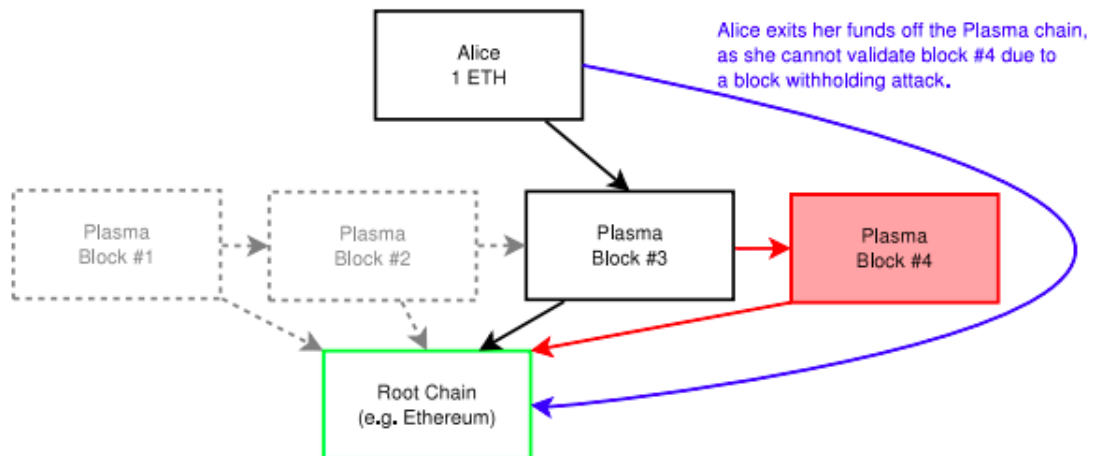 Alice
1 ETH
Alice exits her funds off the Plasma chain,
as she cannot validate block #4 due to
a block withholding attack.
Plasma
Block #1
Plasma
Block #2
Plasma
Block #3
Plasma
Block #4
Root Chain
(e.g. Ethereum)